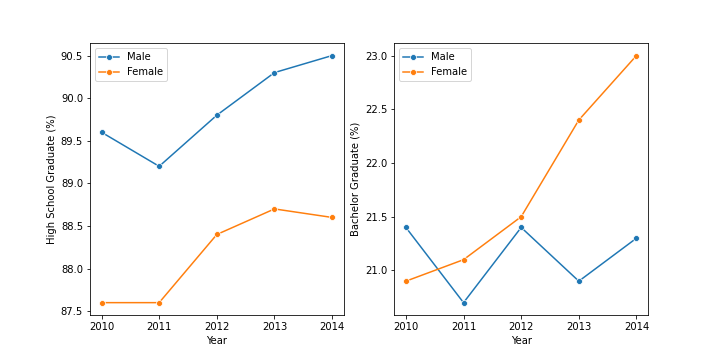 Male
Female
High School Graduate (%)
90.5
90.0
89.5
89.0
88.5
88.0
87.5
2010 2011 2012 2013 2014
Year
Male
Female
Bachelor Graduate (%)
23.0
22.5
22.0
21.5
21.0
2010 2011 2012 2013 2014
Year